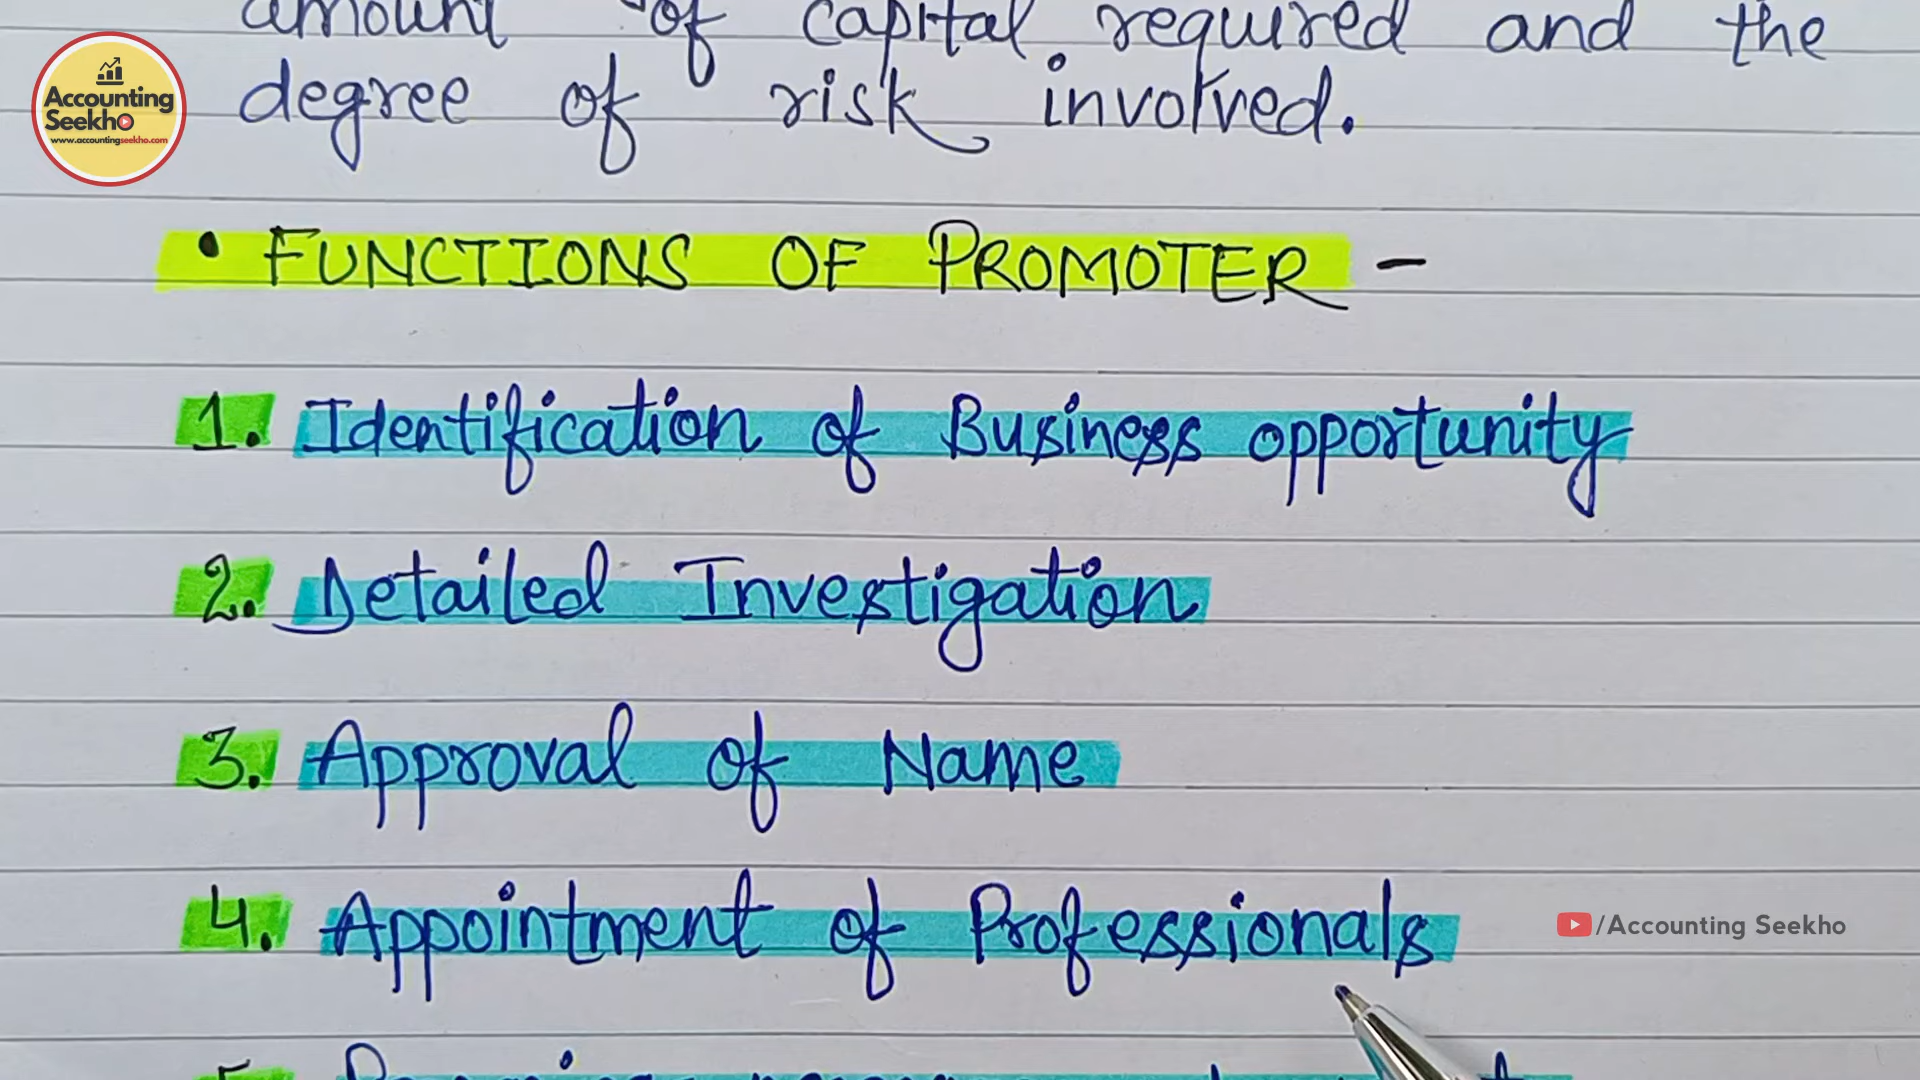 amount of capital required and the
Accounting
Seekho
www.accountingseekho.com
degree of risk involved.
• FUNCTIONS OF PROMOTER -
1. Identification of Business opportunity
2. Detailed Investigation
3. Approval of Name
4. Appointment of Professionals
/Accounting Seekho
5.